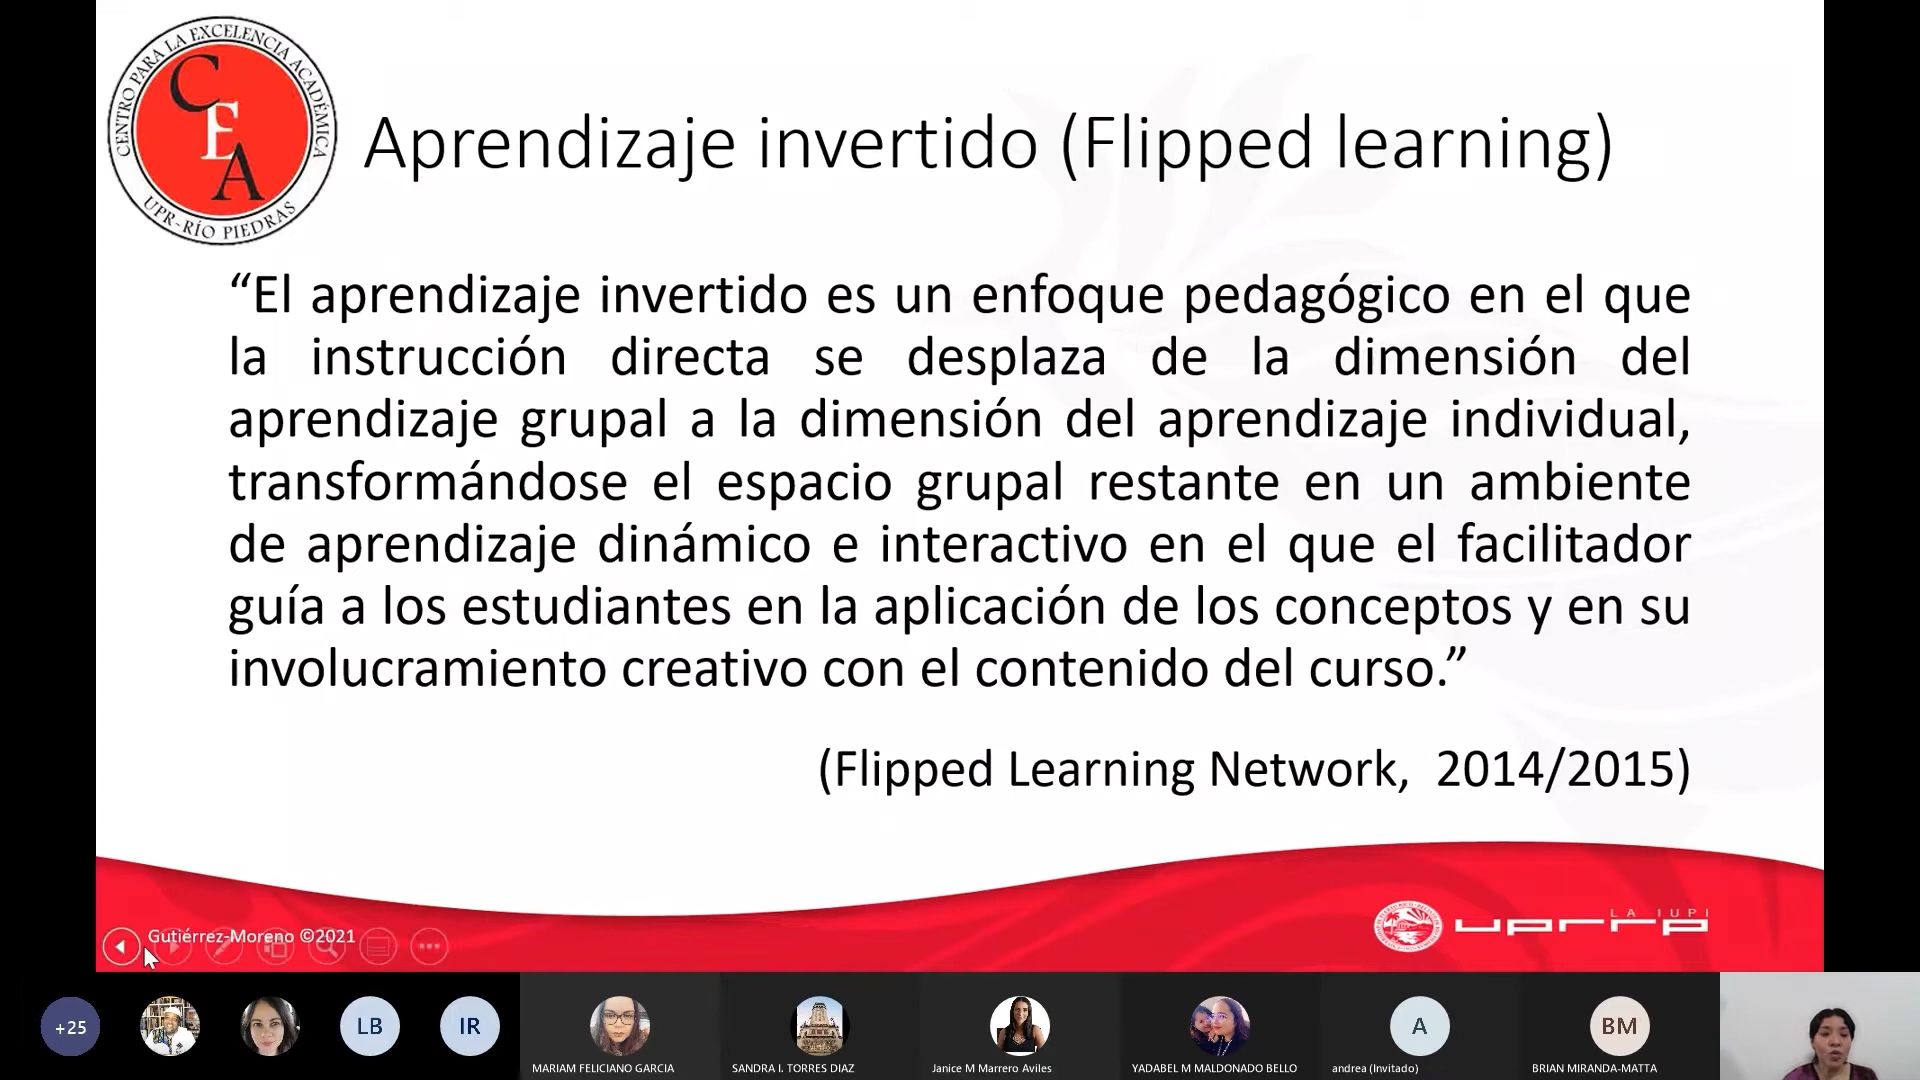 CENTRO PARA LA EXCELENCIA ACADÉMICA
C
E
A
UPR-RÍO PIEDRAS
Aprendizaje invertido (Flipped learning)
“El aprendizaje invertido es un enfoque pedagógico en el que
la instrucción directa se desplaza de la dimensión del
aprendizaje grupal a la dimensión del aprendizaje individual,
transformándose el espacio grupal restante en un ambiente
de aprendizaje dinámico e interactivo en el que el facilitador
guía a los estudiantes en la aplicación de los conceptos y en su
involucramiento creativo con el contenido del curso.”
(Flipped Learning Network, 2014/2015)
Gutiérrez-Moreno ©2021
LA IUPI
uprrp
+25
LB
IR
A
BM
MARIAM FELICIANO GARCIA
SANDRA I. TORRES DIAZ
Janice M Marrero Aviles
YADABEL M MALDONADO BELLO
andrea (Invitado)
BRIAN MIRANDA-MATTA